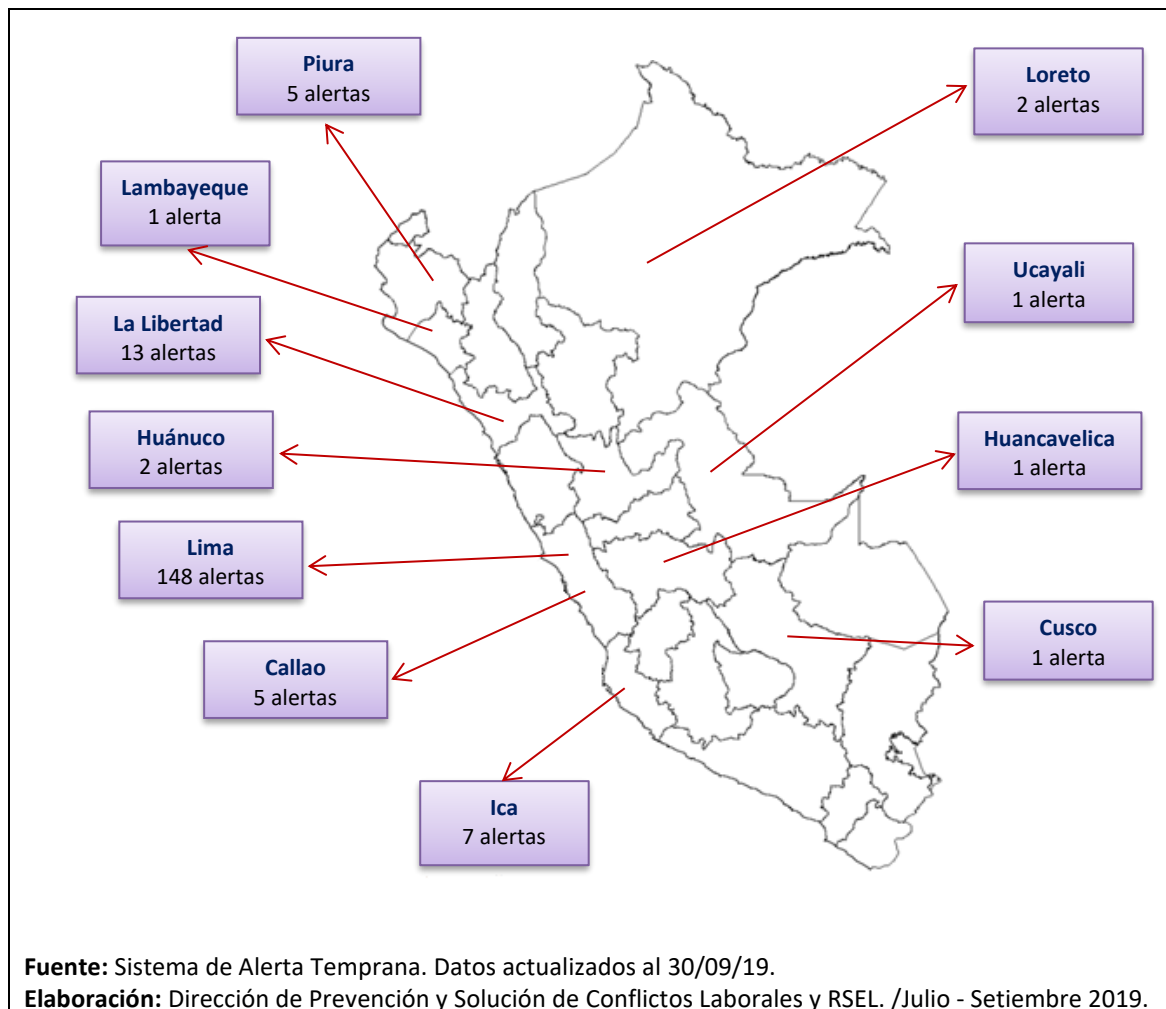 Piura
5 alertas
Loreto
2 alertas
Lambayeque
1 alerta
Ucayali
1 alerta
La Libertad
13 alertas
Huánuco
2 alertas
Huancavelica
1 alerta
Lima
148 alertas
Cusco
1 alerta
Callao
5 alertas
Ica
7 alertas
Fuente: Sistema de Alerta Temprana. Datos actualizados al 30/09/19.
Elaboración: Dirección de Prevención y Solución de Conflictos Laborales y RSEL. /Julio - Setiembre 2019.